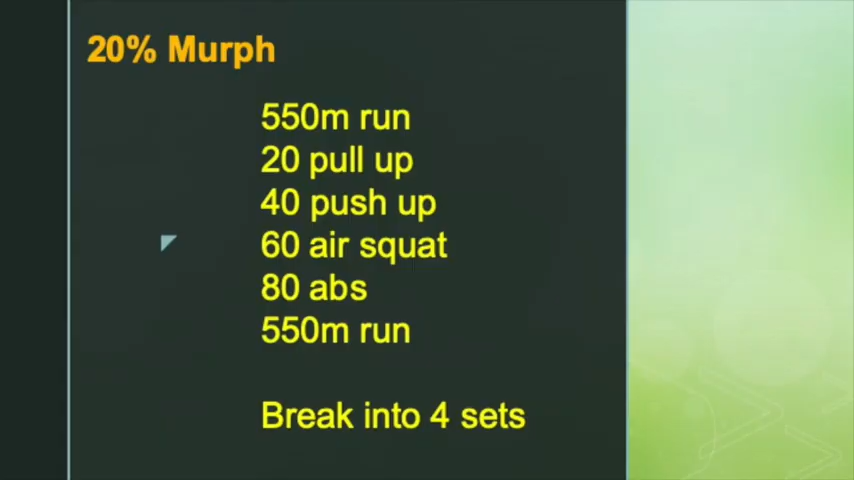 20% Murph
550m run
20 pull up
40 push up
60 air squat
80 abs
550m run
Break into 4 sets